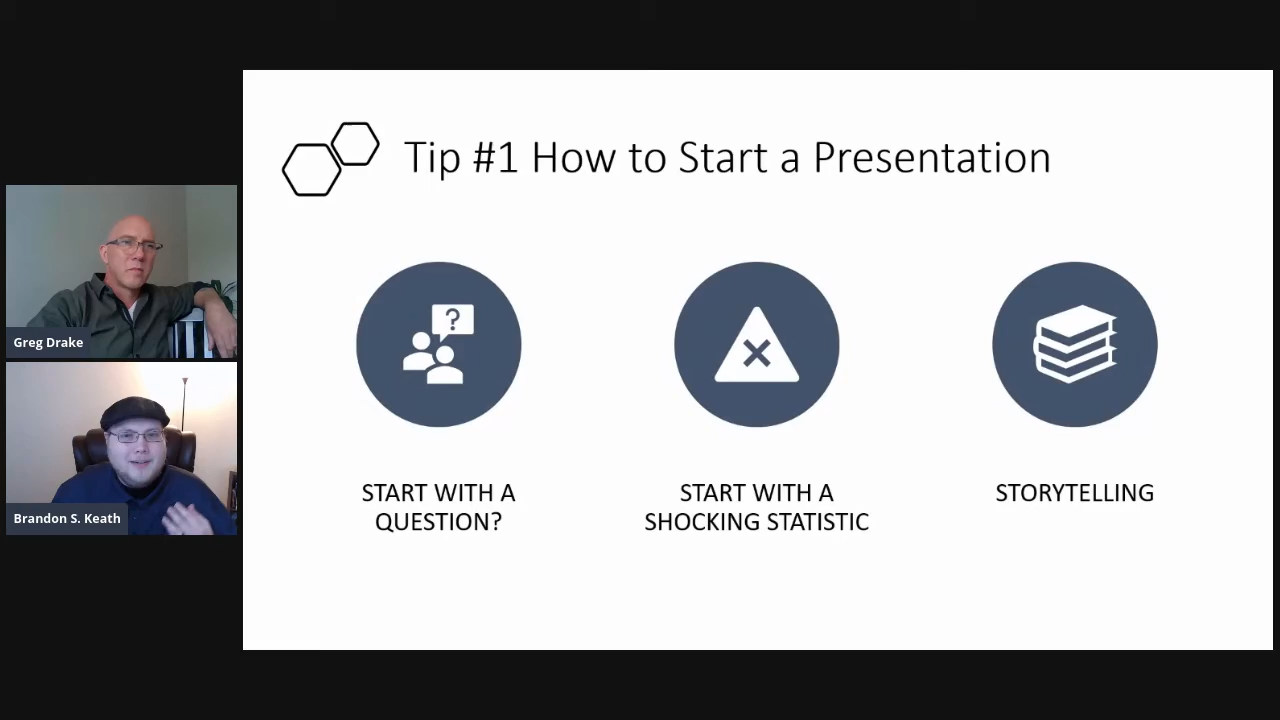 Tip #1 How to Start a Presentation
?
START WITH A
QUESTION?
START WITH A
SHOCKING STATISTIC
STORYTELLING
Greg Drake
Brandon S. Keath